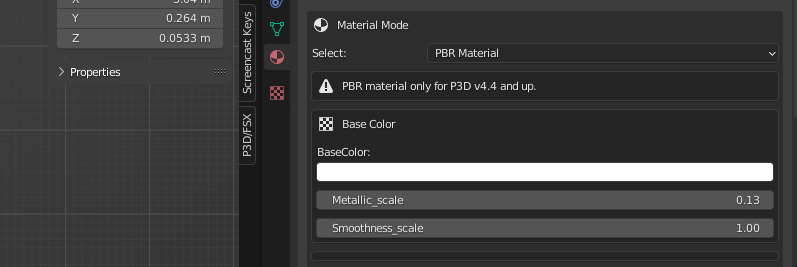 Y 0.264 m
Z 0.0533 m
Properties
Screencast Keys
P3D/FSX
Material Mode
Select: PBR Material
PBR material only for P3D v4.4 and up.
Base Color
BaseColor:
Metallic_scale 0.13
Smoothness_scale 1.00